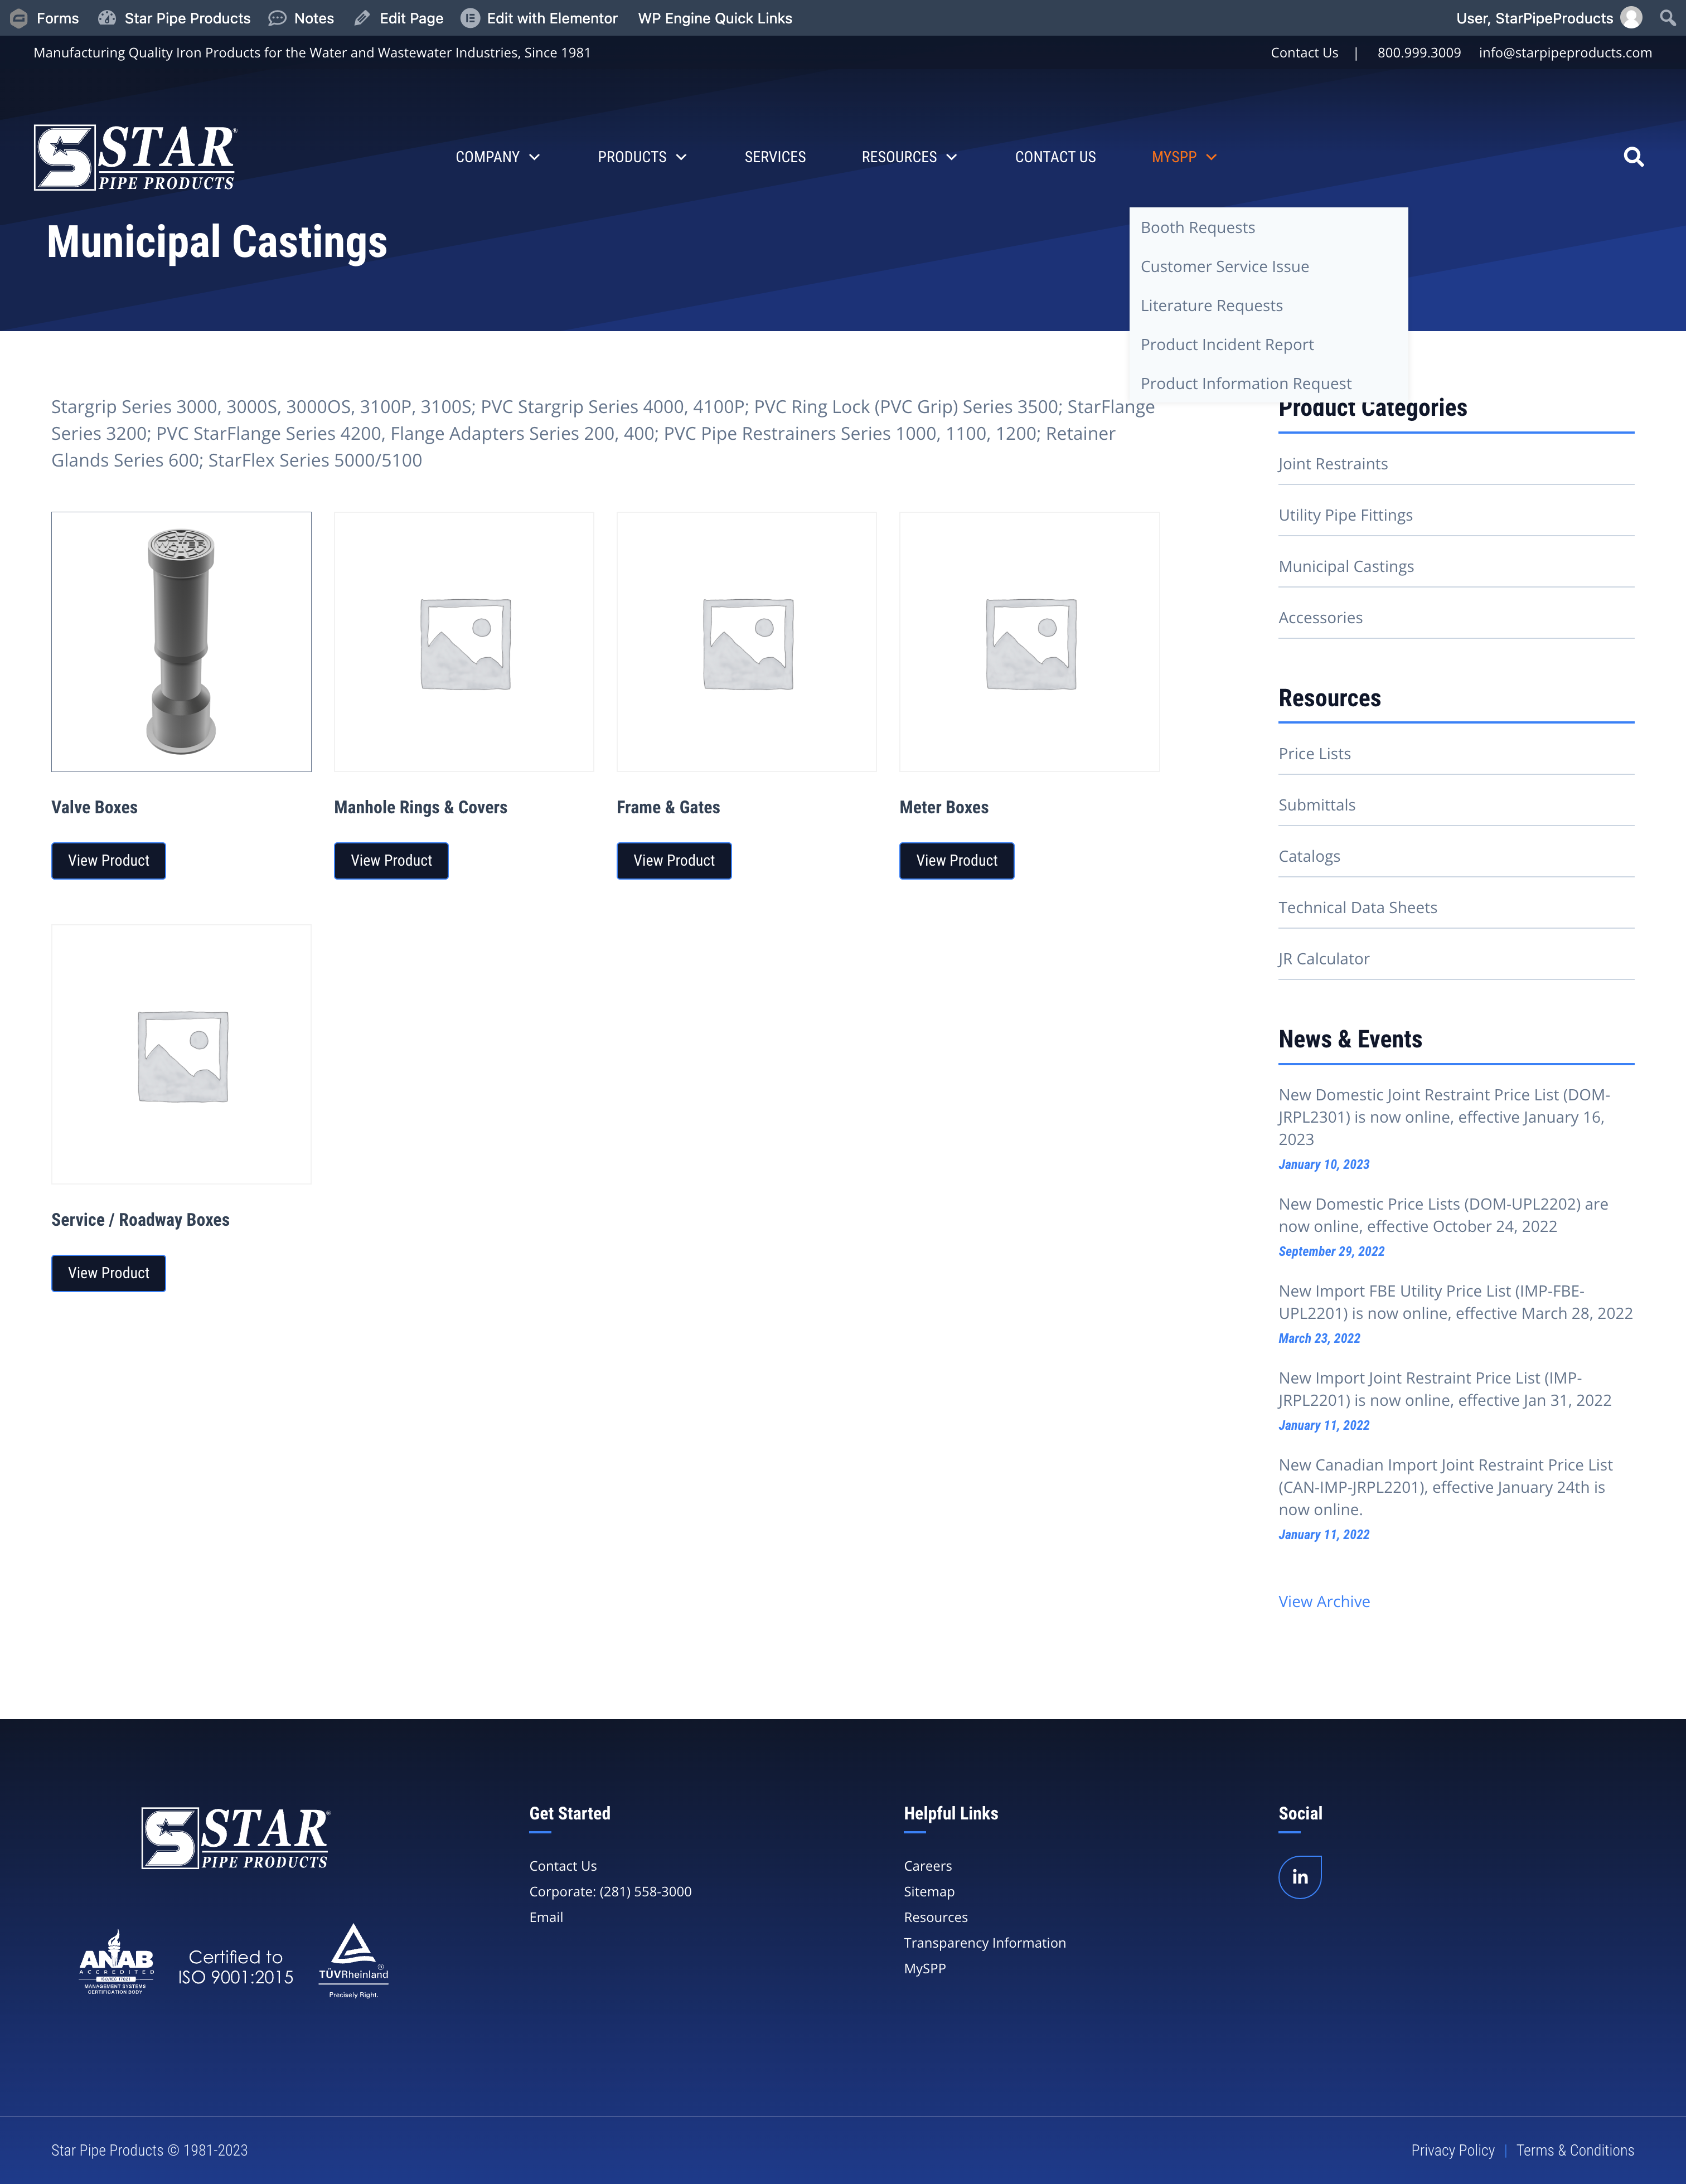 Forms Star Pipe Products Notes Edit Page Edit with Elementor WP Engine Quick Links User, StarPipeProducts
Manufacturing Quality Iron Products for the Water and Wastewater Industries, Since 1981 Contact Us | 800.999.3009 info@starpipeproducts.com
STAR®
PIPE PRODUCTS
COMPANY PRODUCTS SERVICES RESOURCES CONTACT US MYSPP
Municipal Castings
Booth Requests
Customer Service Issue
Literature Requests
Product Incident Report
Product Information Request
Stargrip Series 3000, 3000S, 3000OS, 3100P, 3100S; PVC Stargrip Series 4000, 4100P; PVC Ring Lock (PVC Grip) Series 3500; StarFlange
Series 3200; PVC StarFlange Series 4200, Flange Adapters Series 200, 400; PVC Pipe Restrainers Series 1000, 1100, 1200; Retainer
Glands Series 600; StarFlex Series 5000/5100
WATER
Valve Boxes
View Product
Manhole Rings & Covers
View Product
Frame & Gates
View Product
Meter Boxes
View Product
Service / Roadway Boxes
View Product
Product Categories
Joint Restraints
Utility Pipe Fittings
Municipal Castings
Accessories
Resources
Price Lists
Submittals
Catalogs
Technical Data Sheets
JR Calculator
News & Events
New Domestic Joint Restraint Price List (DOM-
JRPL2301) is now online, effective January 16,
2023
January 10, 2023
New Domestic Price Lists (DOM-UPL2202) are
now online, effective October 24, 2022
September 29, 2022
New Import FBE Utility Price List (IMP-FBE-
UPL2201) is now online, effective March 28, 2022
March 23, 2022
New Import Joint Restraint Price List (IMP-
JRPL2201) is now online, effective Jan 31, 2022
January 11, 2022
New Canadian Import Joint Restraint Price List
(CAN-IMP-JRPL2201), effective January 24th is
now online.
January 11, 2022
View Archive
STAR®
PIPE PRODUCTS
ANAB
ACCREDITED
MANAGEMENT SYSTEMS
CERTIFICATION BODY
Certified to
ISO 9001:2015
TÜVRheinland®
Precisely Right.
Get Started
Contact Us
Corporate: (281) 558-3000
Email
Helpful Links
Careers
Sitemap
Resources
Transparency Information
MySPP
Social
in
Star Pipe Products © 1981-2023 Privacy Policy | Terms & Conditions